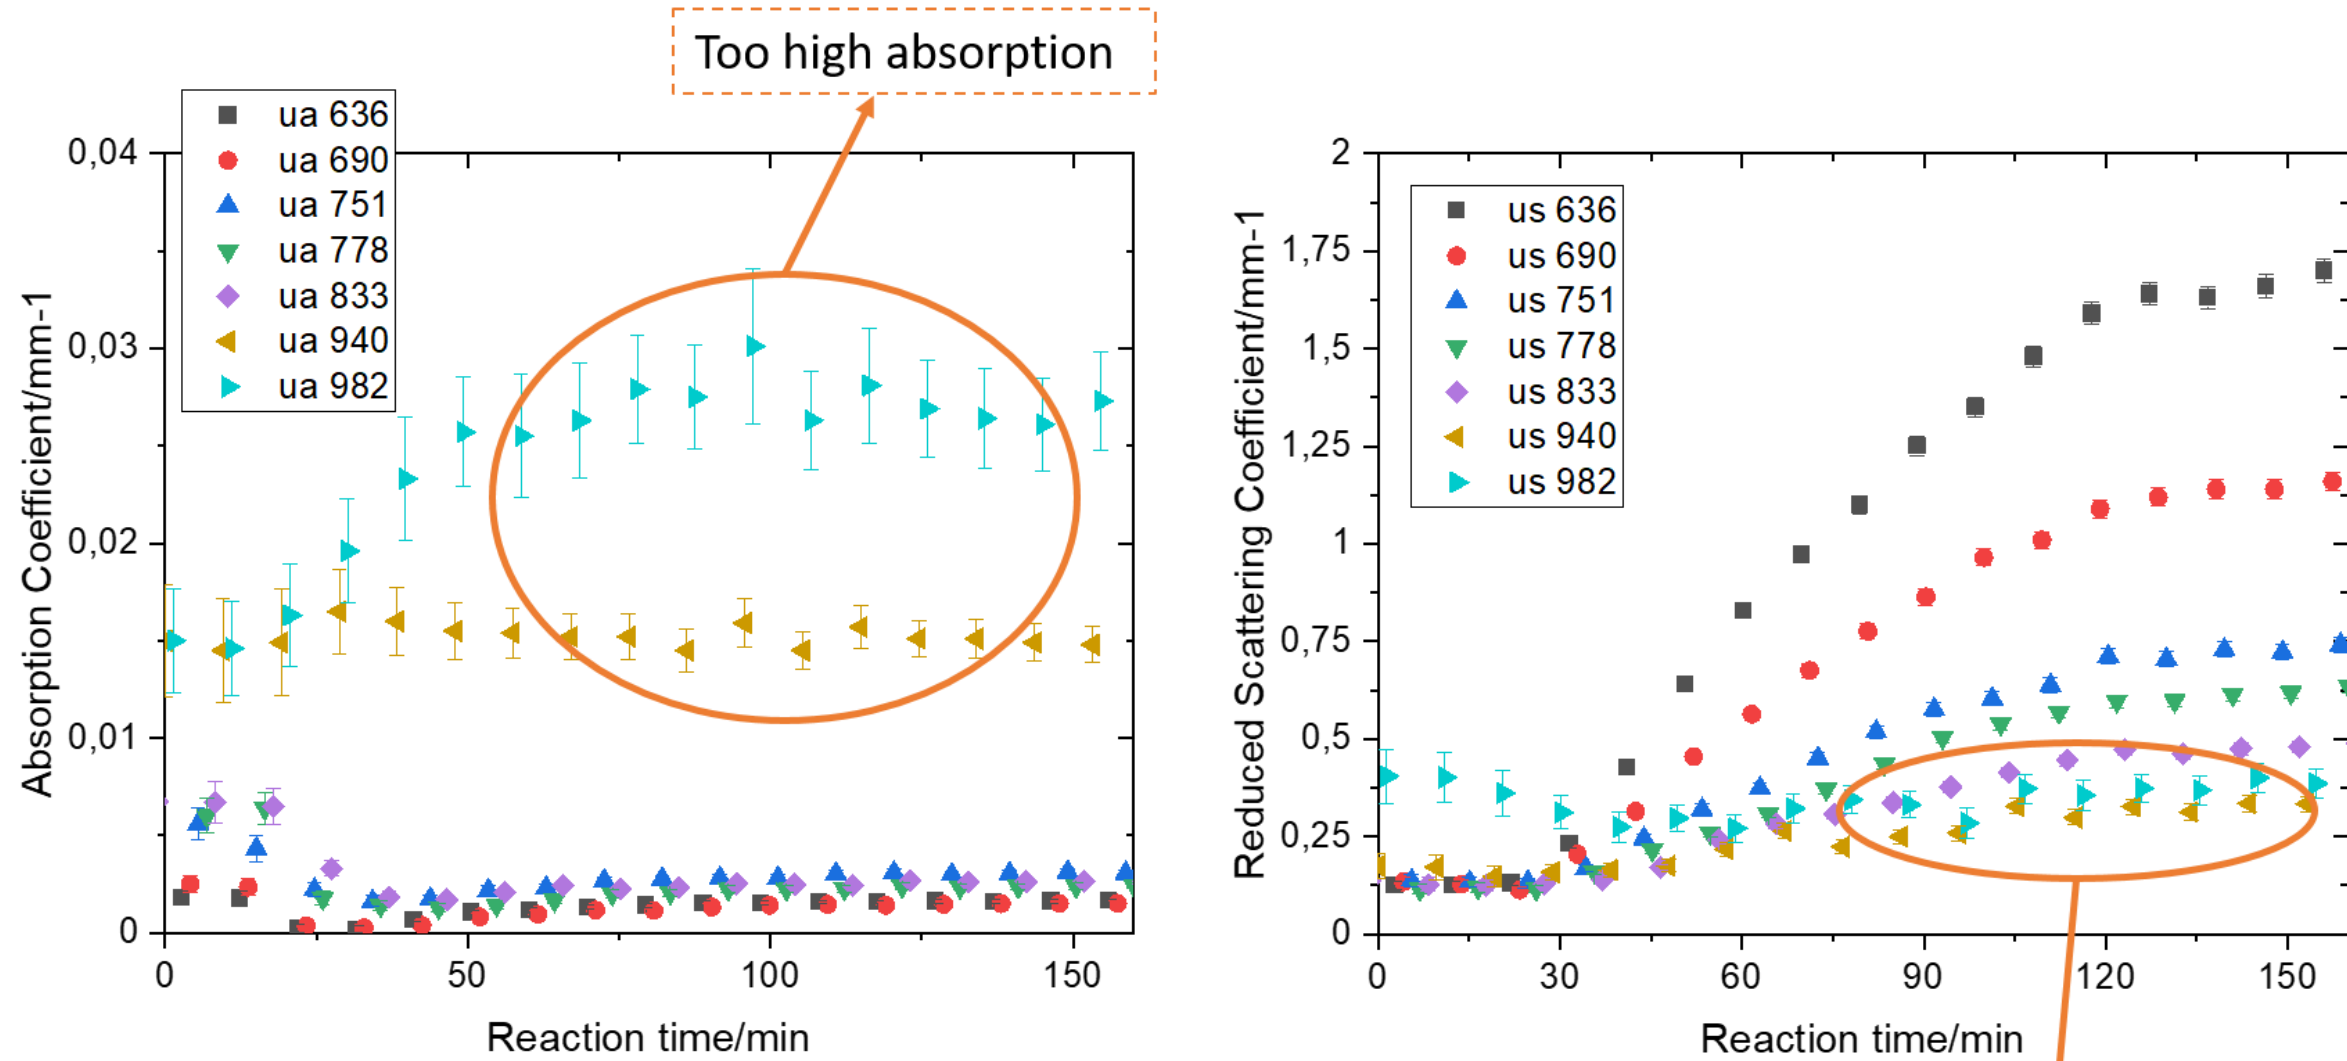 Too high absorption
ua 636
ua 690
ua 751
ua 778
ua 833
ua 940
ua 982
0,04
0,03
0,02
0,01
0
0
50
100
150
Absorption Coefficient/mm-1
Reaction time/min
us 636
us 690
us 751
us 778
us 833
us 940
us 982
2
1,75
1,5
1,25
1
0,75
0,5
0,25
0
0
30
60
90
120
150
Reduced Scattering Coefficient/mm-1
Reaction time/min